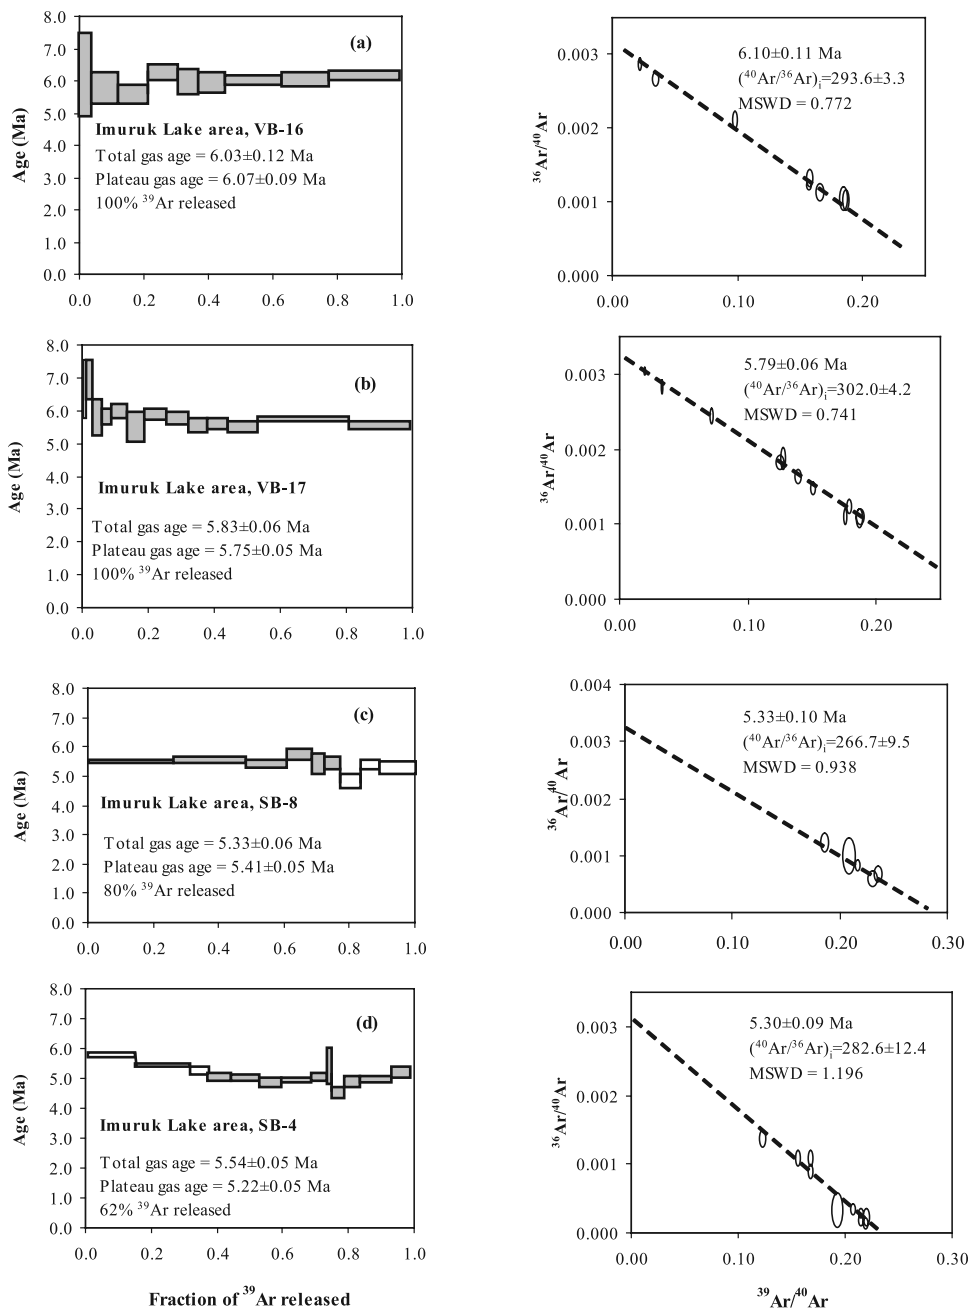 8.0
7.0
6.0
5.0
4.0
3.0
2.0
1.0
0.0
Age (Ma)
(a)
Imuruk Lake area, VB-16
Total gas age = 6.03±0.12 Ma
Plateau gas age = 6.07±0.09 Ma
100% ³⁹Ar released
0.0 0.2 0.4 0.6 0.8 1.0
0.003
0.002
0.001
0.000
³⁶Ar/⁴⁰Ar
6.10±0.11 Ma
(⁴⁰Ar/³⁶Ar)ᵢ=293.6±3.3
MSWD = 0.772
0.00 0.10 0.20
8.0
7.0
6.0
5.0
4.0
3.0
2.0
1.0
0.0
Age (Ma)
(b)
Imuruk Lake area, VB-17
Total gas age = 5.83±0.06 Ma
Plateau gas age = 5.75±0.05 Ma
100% ³⁹Ar released
0.0 0.2 0.4 0.6 0.8 1.0
0.003
0.002
0.001
0.000
³⁶Ar/⁴⁰Ar
5.79±0.06 Ma
(⁴⁰Ar/³⁶Ar)ᵢ=302.0±4.2
MSWD = 0.741
0.00 0.10 0.20
8.0
7.0
6.0
5.0
4.0
3.0
2.0
1.0
0.0
Age (Ma)
(c)
Imuruk Lake area, SB-8
Total gas age = 5.33±0.06 Ma
Plateau gas age = 5.41±0.05 Ma
80% ³⁹Ar released
0.0 0.2 0.4 0.6 0.8 1.0
0.004
0.003
0.002
0.001
0.000
³⁶Ar/⁴⁰Ar
5.33±0.10 Ma
(⁴⁰Ar/³⁶Ar)ᵢ=266.7±9.5
MSWD = 0.938
0.00 0.10 0.20 0.30
8.0
7.0
6.0
5.0
4.0
3.0
2.0
1.0
0.0
Age (Ma)
(d)
Imuruk Lake area, SB-4
Total gas age = 5.54±0.05 Ma
Plateau gas age = 5.22±0.05 Ma
62% ³⁹Ar released
0.0 0.2 0.4 0.6 0.8 1.0
Fraction of ³⁹Ar released
0.003
0.002
0.001
0.000
³⁶Ar/⁴⁰Ar
5.30±0.09 Ma
(⁴⁰Ar/³⁶Ar)ᵢ=282.6±12.4
MSWD = 1.196
0.00 0.10 0.20 0.30
³⁹Ar/⁴⁰Ar